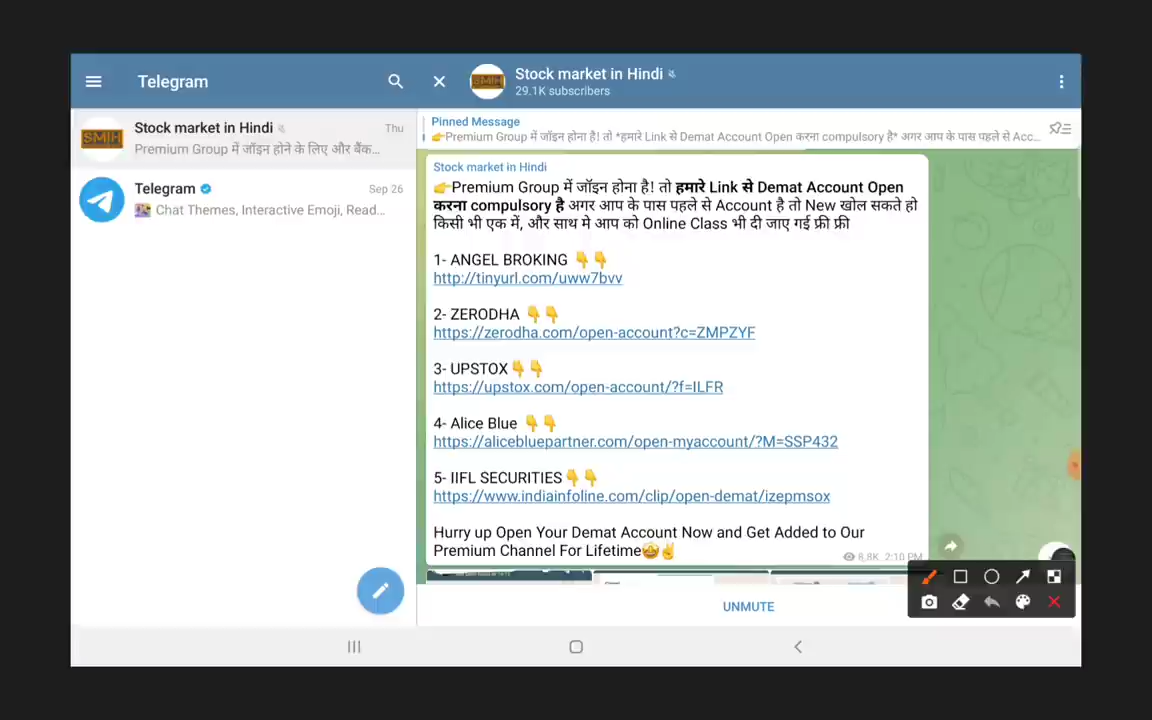 Telegram
Stock market in Hindi
29.1K subscribers
SMIH
Stock market in Hindi
Thu
Premium Group में जॉइन होने के लिए और बैंक...
Telegram
Sep 26
Chat Themes, Interactive Emoji, Read...
Pinned Message
👉Premium Group में जॉइन होना है! तो *हमारे Link से Demat Account Open करना compulsory है* अगर आप के पास पहले से Acc...
Stock market in Hindi
👉Premium Group में जॉइन होना है! तो हमारे Link से Demat Account Open
करना compulsory है अगर आप के पास पहले से Account है तो New खोल सकते हो
किसी भी एक में, और साथ मे आप को Online Class भी दी जाए गई फ्री फ्री
1- ANGEL BROKING 👇👇
http://tinyurl.com/uww7bvv
2- ZERODHA 👇👇
https://zerodha.com/open-account?c=ZMPZYF
3- UPSTOX👇👇
https://upstox.com/open-account/?f=ILFR
4- Alice Blue 👇👇
https://alicebluepartner.com/open-myaccount/?M=SSP432
5- IIFL SECURITIES👇👇
https://www.indiainfoline.com/clip/open-demat/izepmsox
Hurry up Open Your Demat Account Now and Get Added to Our
Premium Channel For Lifetime🤩✌
6.8K 2:10 PM
UNMUTE